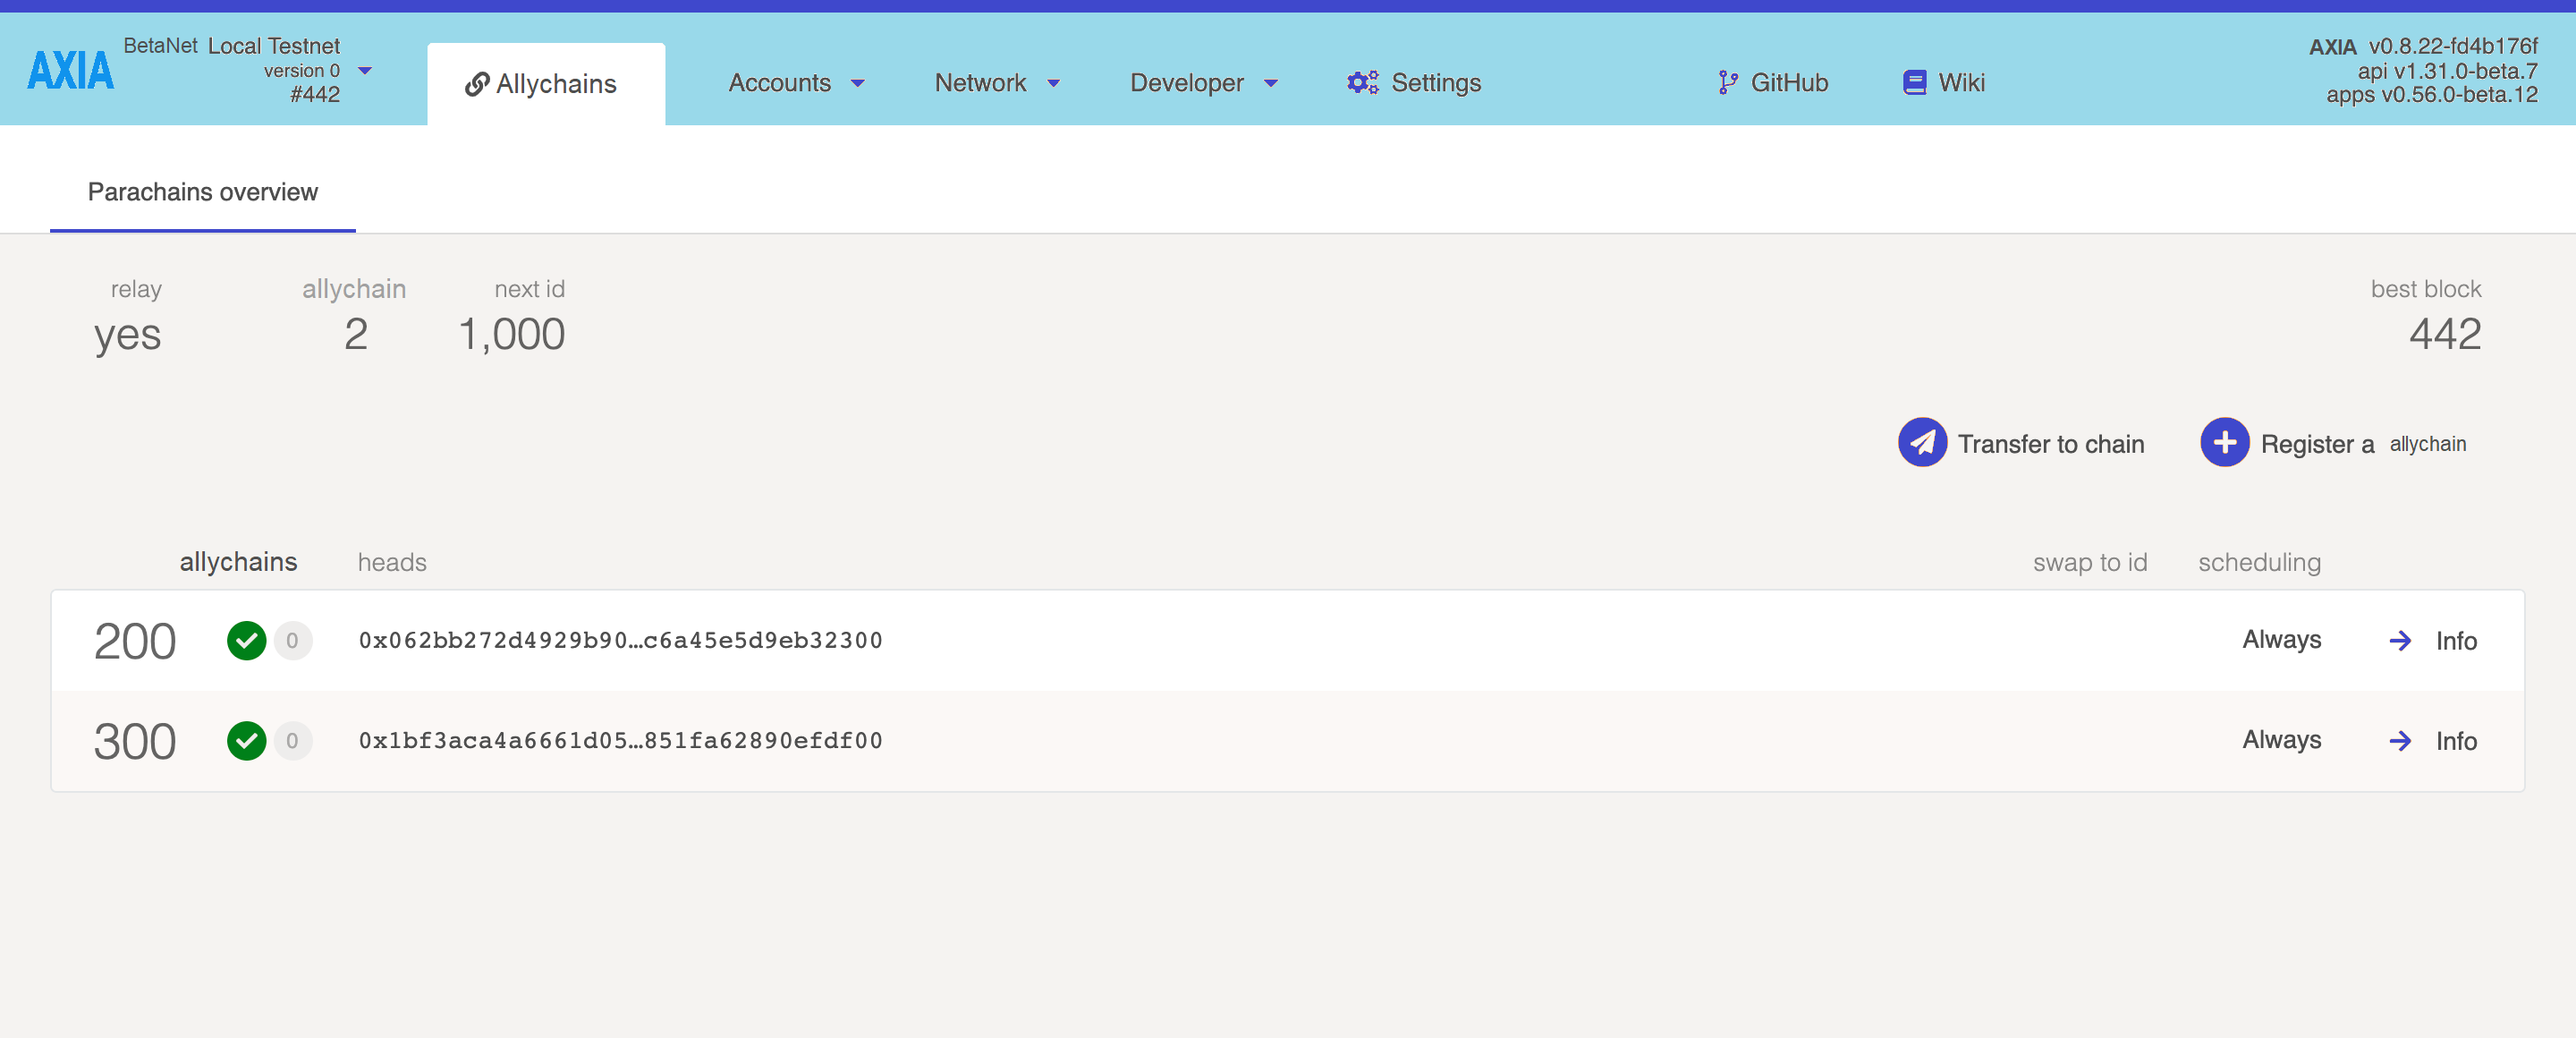 AXIA BetaNet Local Testnet
version 0
#442
Allychains
Accounts
Network
Developer
Settings
GitHub
Wiki
AXIA v0.8.22-fd4b176f
api v1.31.0-beta.7
apps v0.56.0-beta.12
Parachains overview
relay allychain next id best block
yes 2 1,000 442
Transfer to chain Register a allychain
allychains heads swap to id scheduling
200 0 0x062bb272d4929b90…c6a45e5d9eb32300 Always Info
300 0 0x1bf3aca4a6661d05…851fa62890efdf00 Always Info